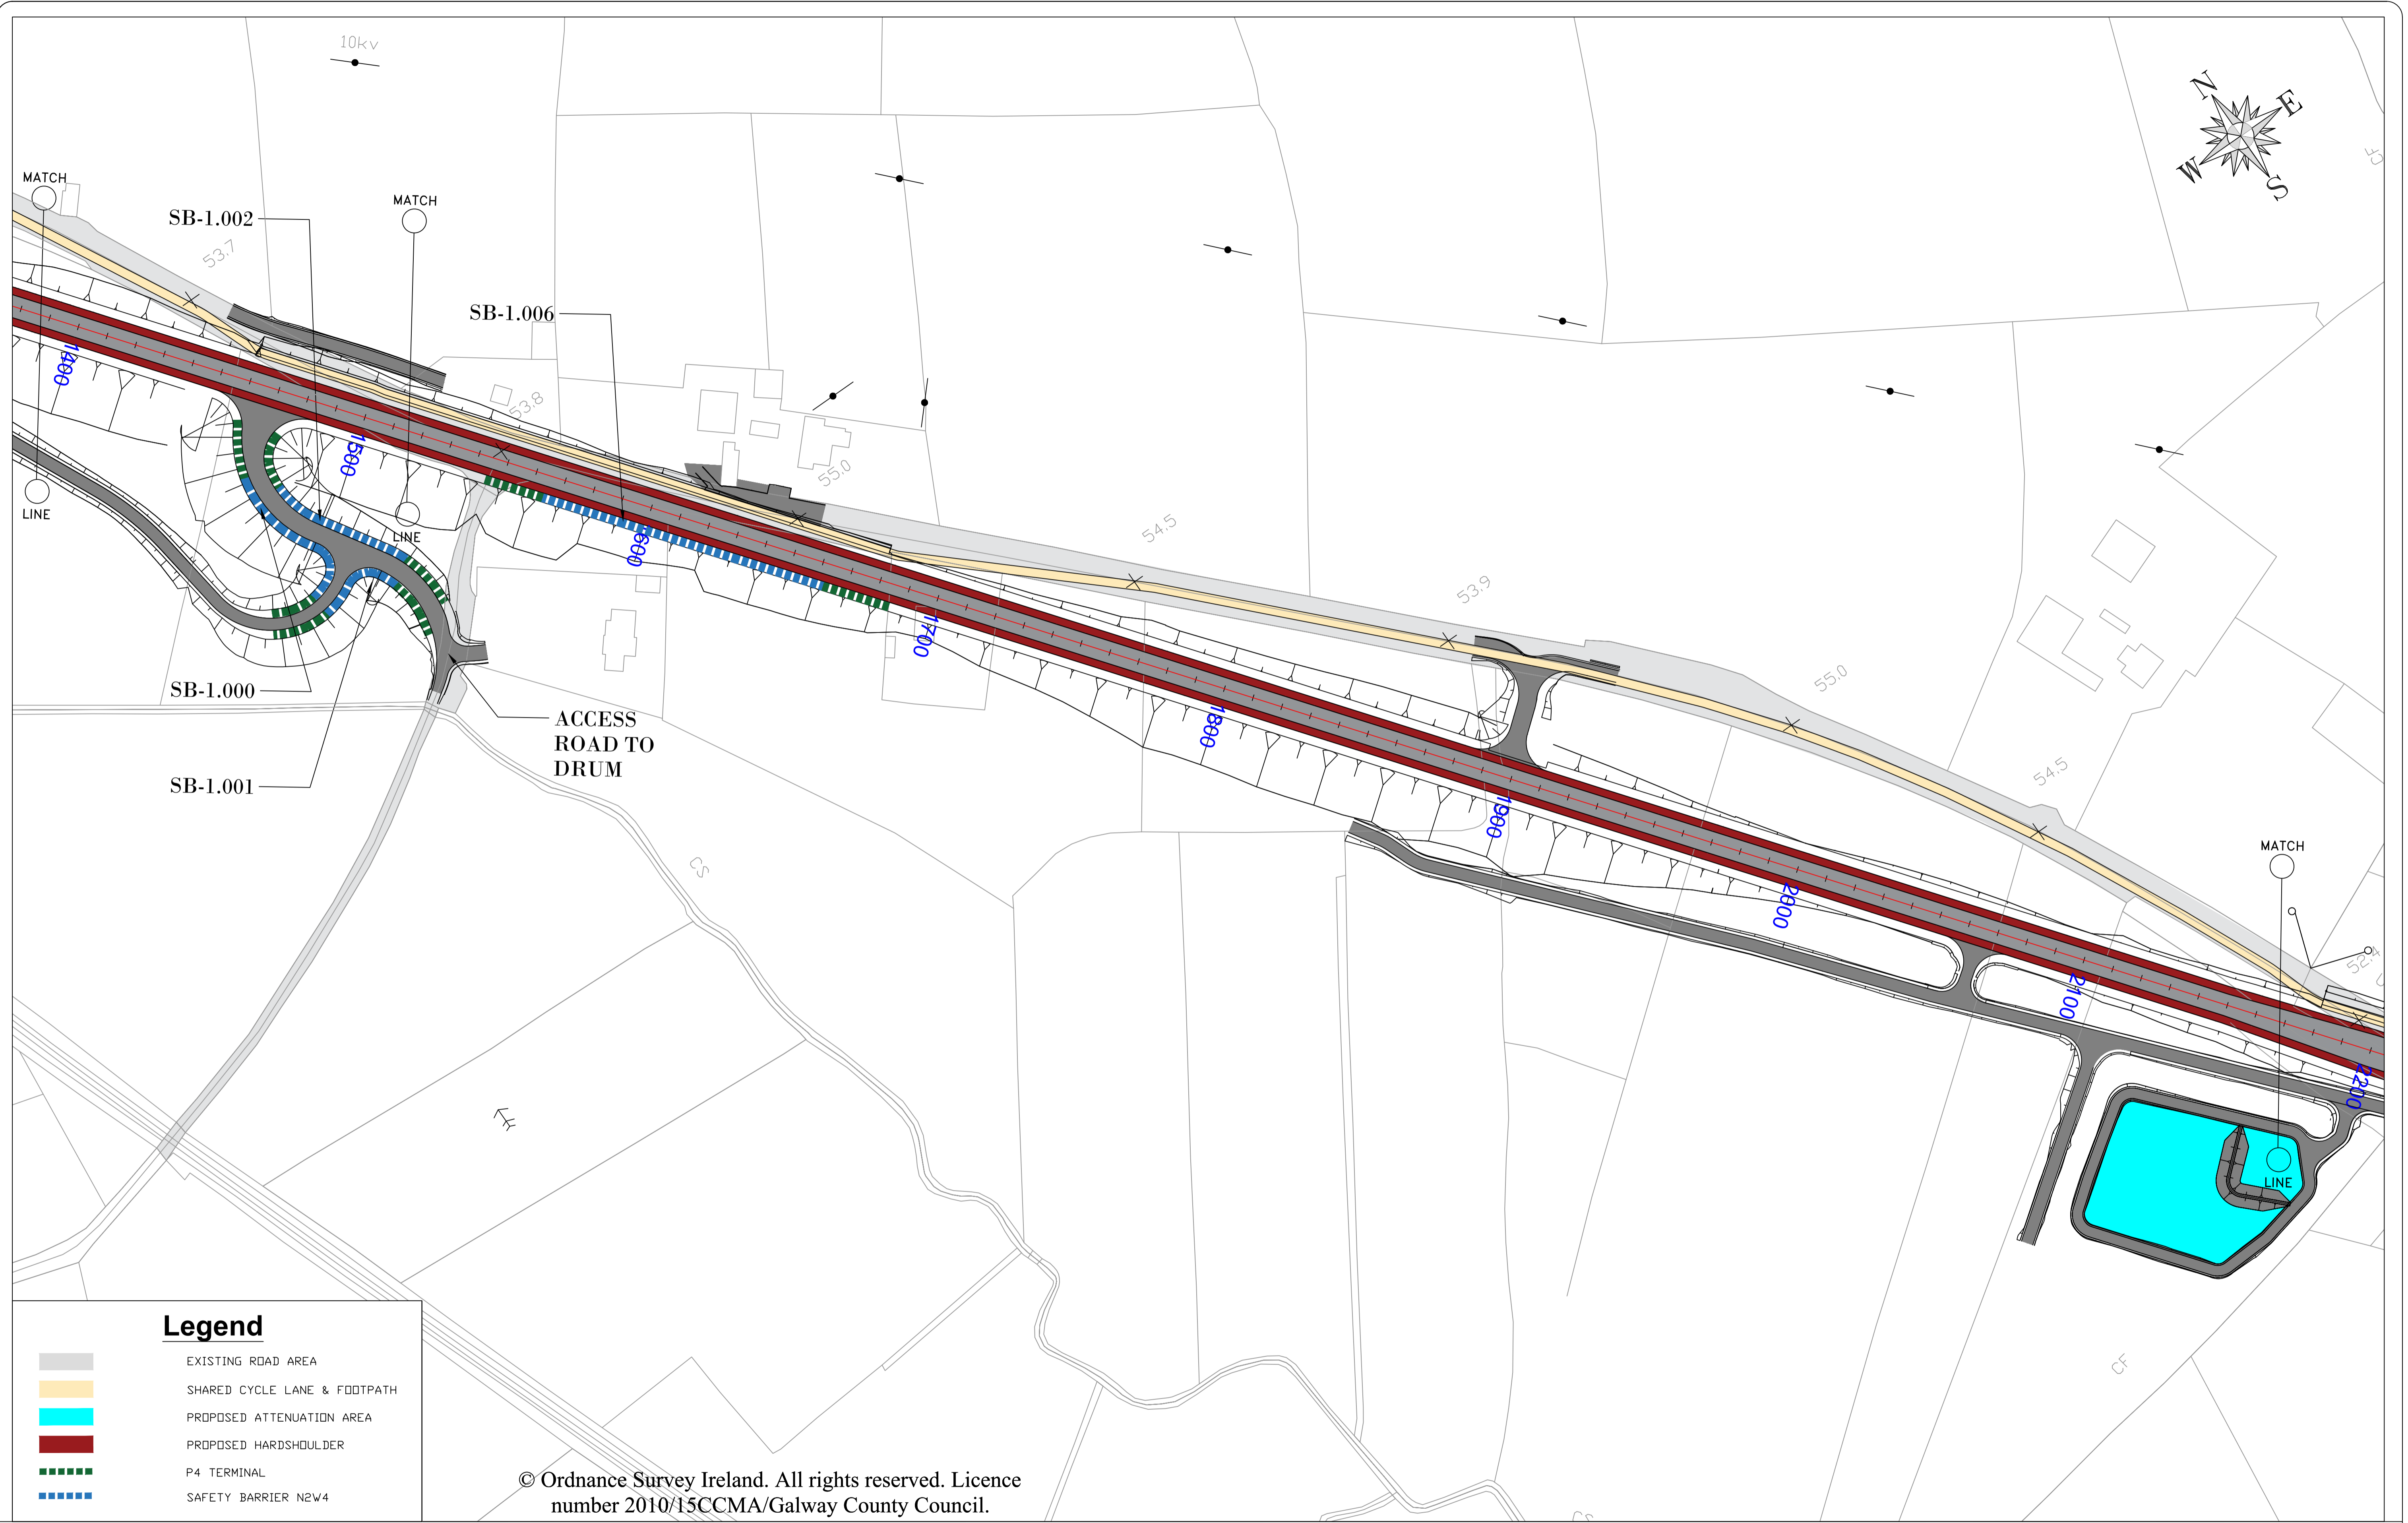 10kv
N
E
W
S
CF
MATCH
SB-1.002
MATCH
53.7
SB-1.006
1400
53.8
1500
55.0
LINE
LINE
54.5
600
53.9
1700
SB-1.000
ACCESS
ROAD TO
DRUM
55.0
1800
SB-1.001
54.5
1900
MATCH
CS
2000
52.4
2100
2200
LINE
CF
Legend
EXISTING ROAD AREA
SHARED CYCLE LANE & FOOTPATH
PROPOSED ATTENUATION AREA
PROPOSED HARDSHOULDER
P4 TERMINAL
SAFETY BARRIER N2W4
© Ordnance Survey Ireland. All rights reserved. Licence
number 2010/15CCMA/Galway County Council.